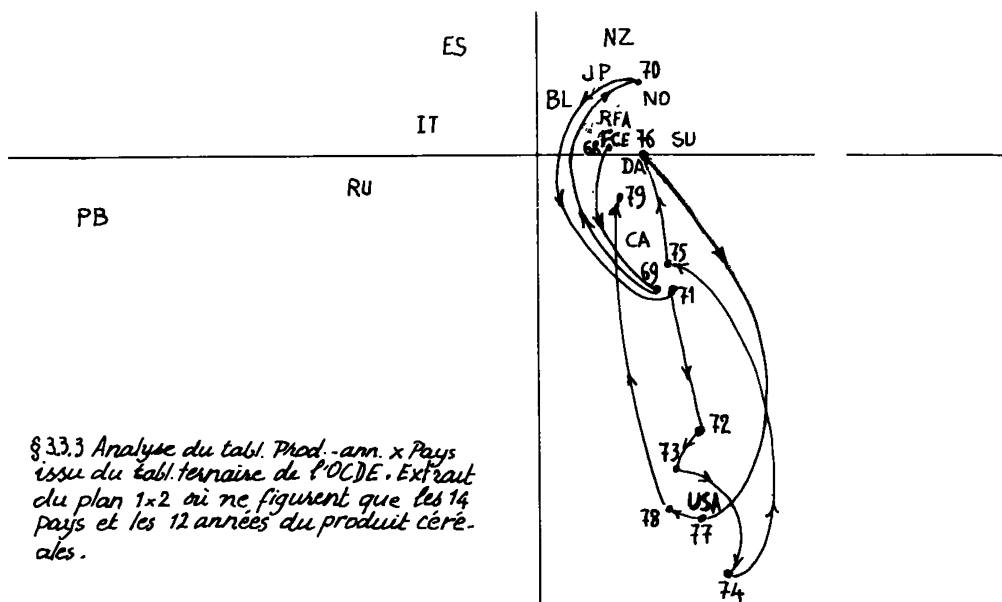 ES
NZ
JP
70
BL
NO
IT
RFA
68 FCE 76
SU
DA
RU
79
PB
CA
75
69
71
72
§ 3.3.3 Analyse du tabl. Prod.-ann. x Pays
73
issu du tabl. ternaire de l'OCDE. Extrait
du plan 1x2 où ne figurent que les 14
USA
78
77
pays et les 12 années du produit céré-
ales.
74